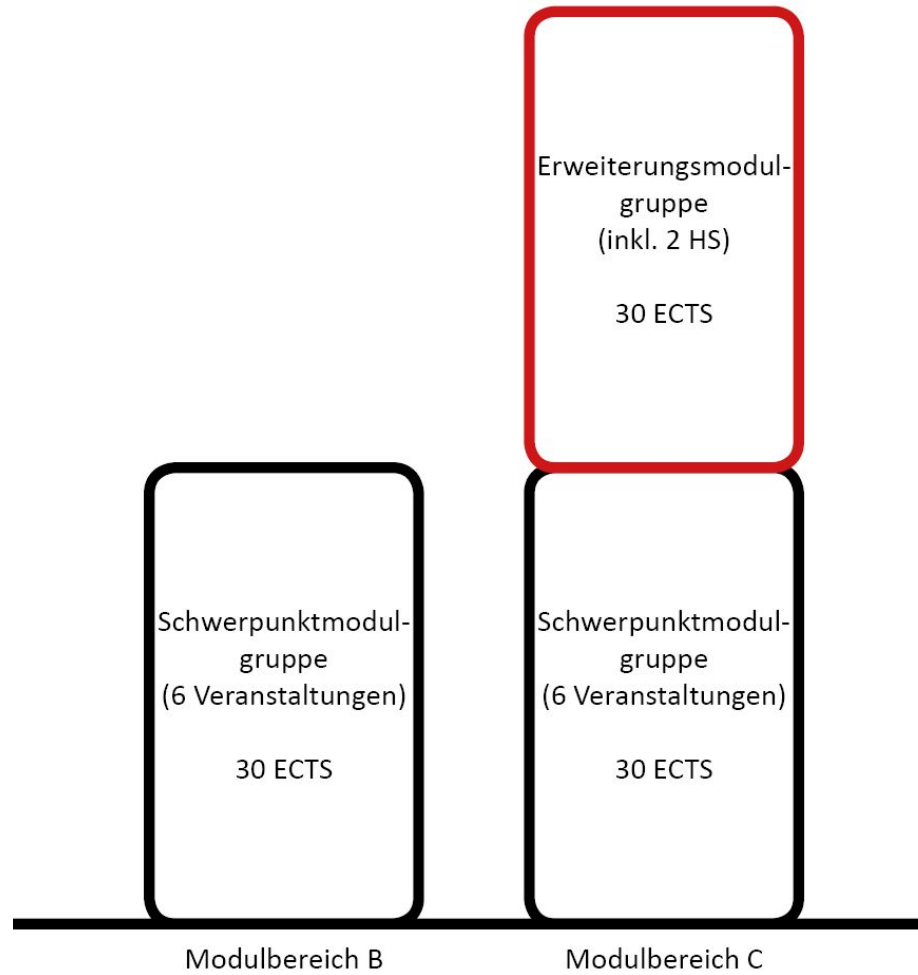 Erweiterungsmodul-
gruppe
(inkl. 2 HS)
30 ECTS
Schwerpunktmodul-
gruppe
(6 Veranstaltungen)
30 ECTS
Schwerpunktmodul-
gruppe
(6 Veranstaltungen)
30 ECTS
Modulbereich B
Modulbereich C